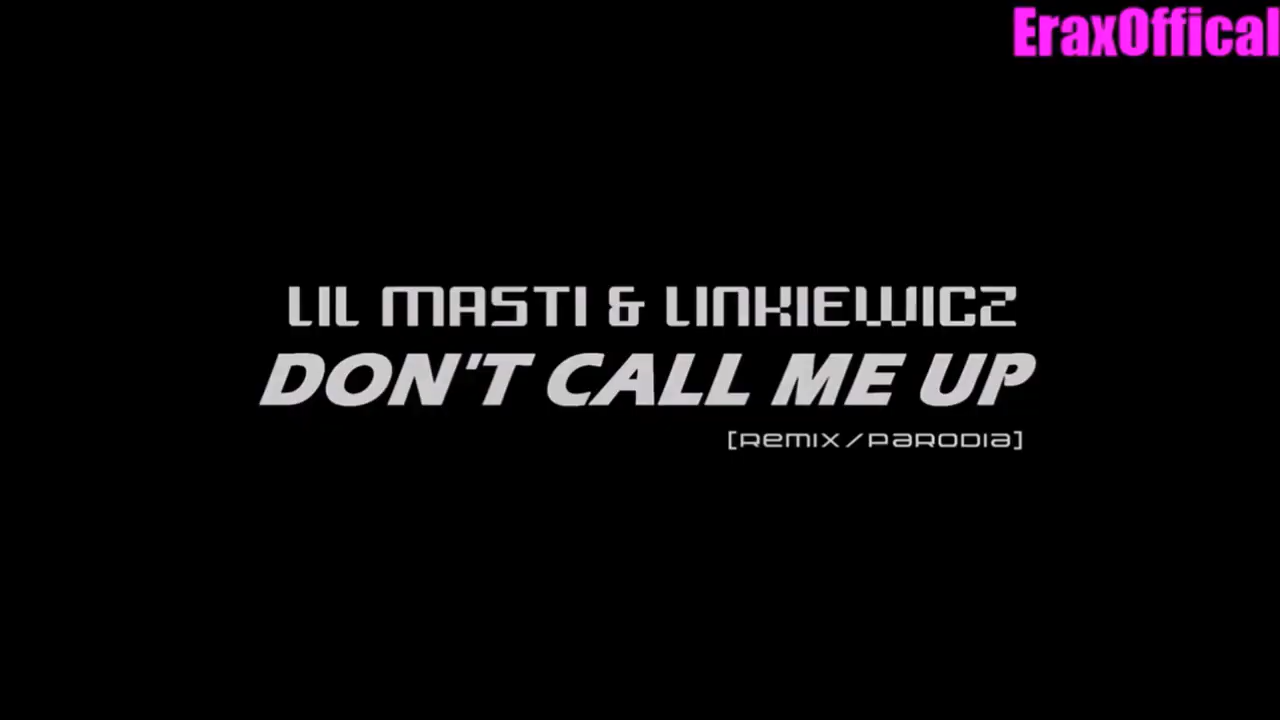 EraxOffical
LIL MASTI & LINKIEWICZ
DON'T CALL ME UP
[REMIX/PARODIA]